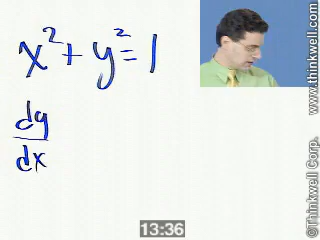 x² + y² = 1
dy
dx
13:36
©Thinkwell Corp. www.thinkwell.com